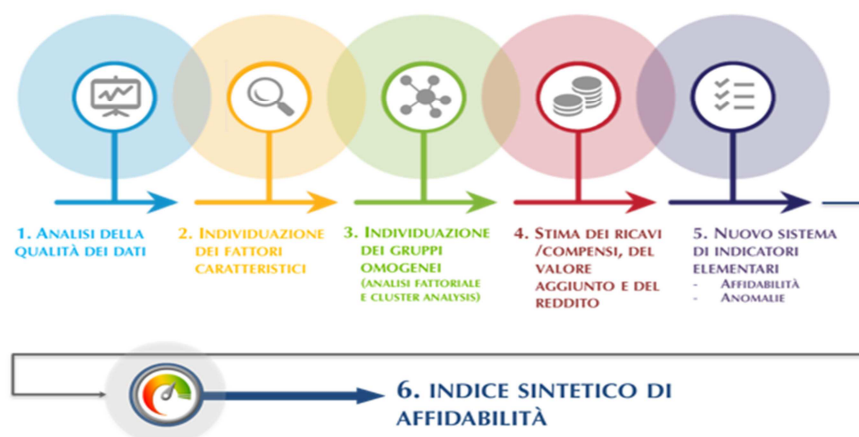 1. Analisi della
qualità dei dati
2. Individuazione
dei fattori
caratteristici
3. Individuazione
dei gruppi
omogenei
(analisi fattoriale
e cluster analysis)
4. Stima dei ricavi
/compensi, del
valore
aggiunto e del
reddito
5. Nuovo sistema
di indicatori
elementari
- Affidabilità
- Anomalie
6. indice sintetico di
affidabilità